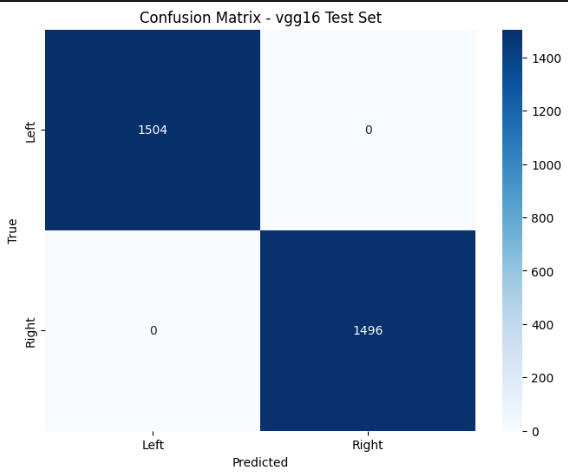 Confusion Matrix - vgg16 Test Set
Left
1504
0
Right
0
1496
True
Left
Right
Predicted
1400
1200
1000
800
600
400
200
0